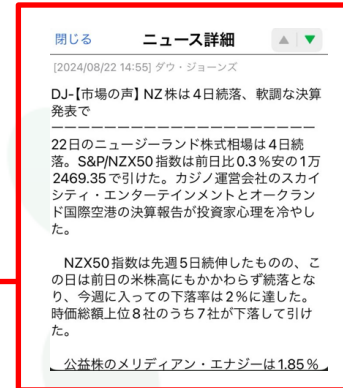 閉じる ニュース詳細 ▲ ▼
[2024/08/22 14:55] ダウ・ジョーンズ
DJ-【市場の声】NZ株は4日続落、軟調な決算
発表で
ーーーーーーーーーーーーーーーーーーーー
22日のニュージーランド株式相場は4日続
落。S&P/NZX50指数は前日比0.3％安の1万
2469.35で引けた。カジノ運営会社のスカイ
シティ・エンターテインメントとオークラン
ド国際空港の決算報告が投資家心理を冷やし
た。
NZX50指数は先週5日続伸したものの、こ
の日は前日の米株高にもかかわらず続落とな
り、今週に入っての下落率は2％に達した。
時価総額上位8社のうち7社が下落して引け
た。
公益株のメリディアン・エナジーは1.85％